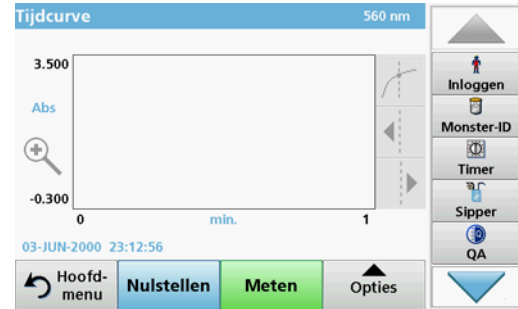 Tijdcurve 560 nm
3.500
Abs
-0.300
0 min. 1
03-JUN-2000 23:12:56
Hoofd-
menu
Nulstellen
Meten
Opties
Inloggen
Monster-ID
Timer
Sipper
QA